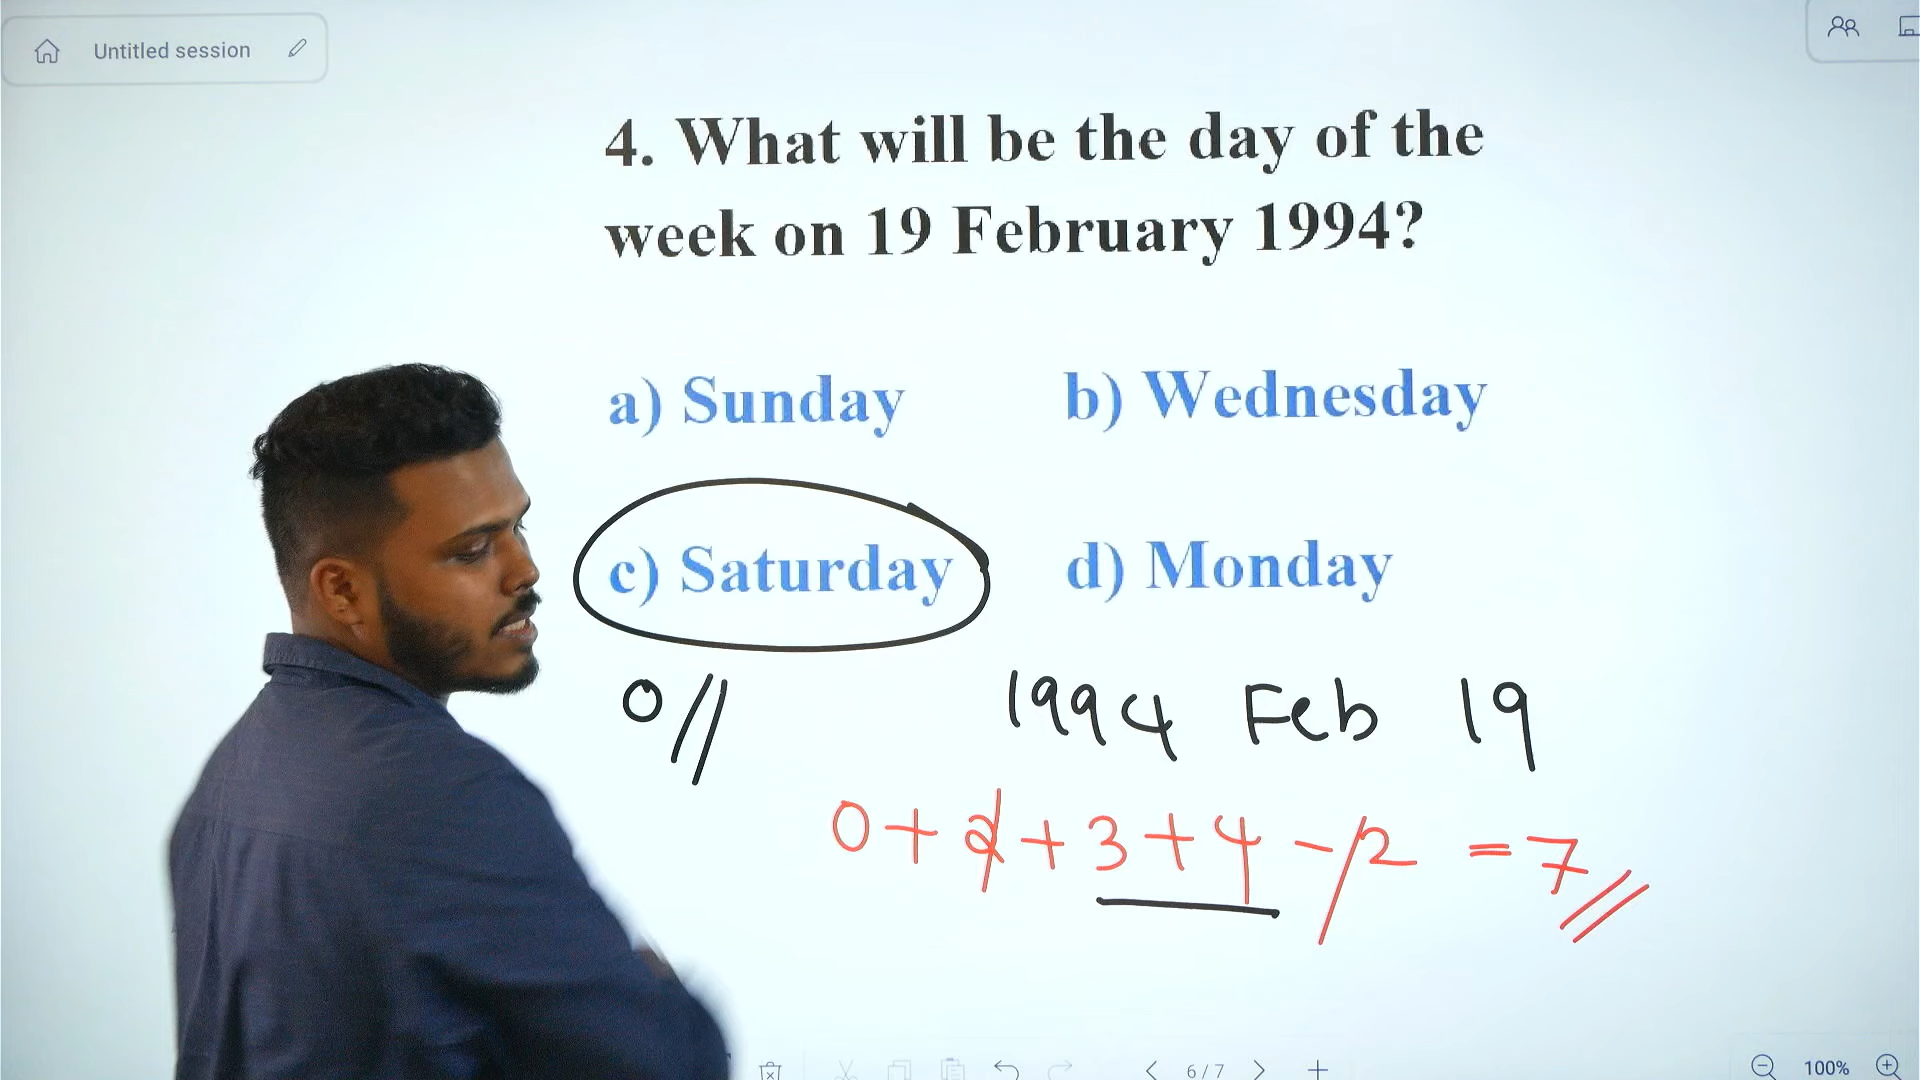 Untitled session
4. What will be the day of the
week on 19 February 1994?
a) Sunday b) Wednesday
c) Saturday d) Monday
0// 1994 Feb 19
0+2+3+4-2=7//
6/7
100%